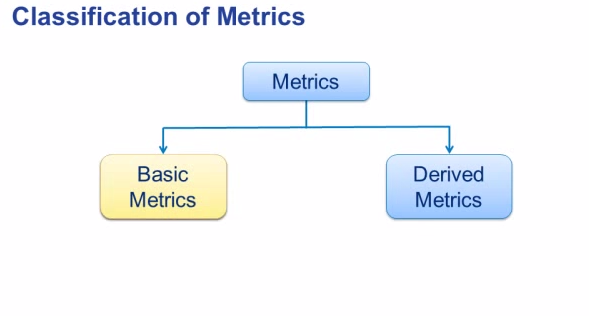 Classification of Metrics
Metrics
Basic
Metrics
Derived
Metrics